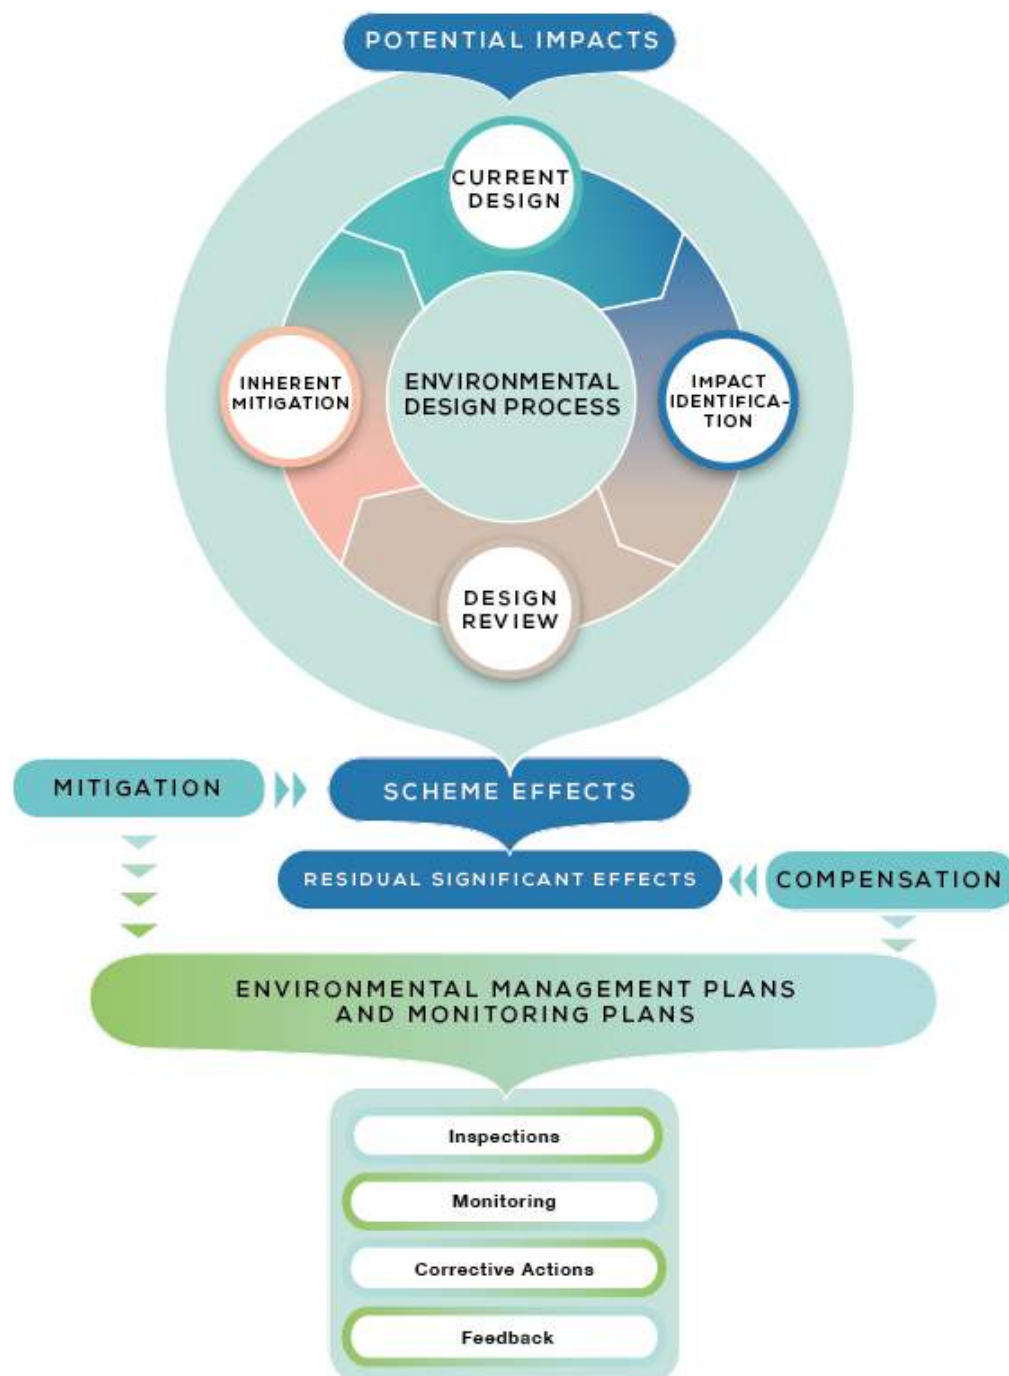 POTENTIAL IMPACTS
CURRENT
DESIGN
INHERENT
MITIGATION
ENVIRONMENTAL
DESIGN PROCESS
IMPACT
IDENTIFICA-
TION
DESIGN
REVIEW
MITIGATION
SCHEME EFFECTS
RESIDUAL SIGNIFICANT EFFECTS
COMPENSATION
ENVIRONMENTAL MANAGEMENT PLANS
AND MONITORING PLANS
Inspections
Monitoring
Corrective Actions
Feedback